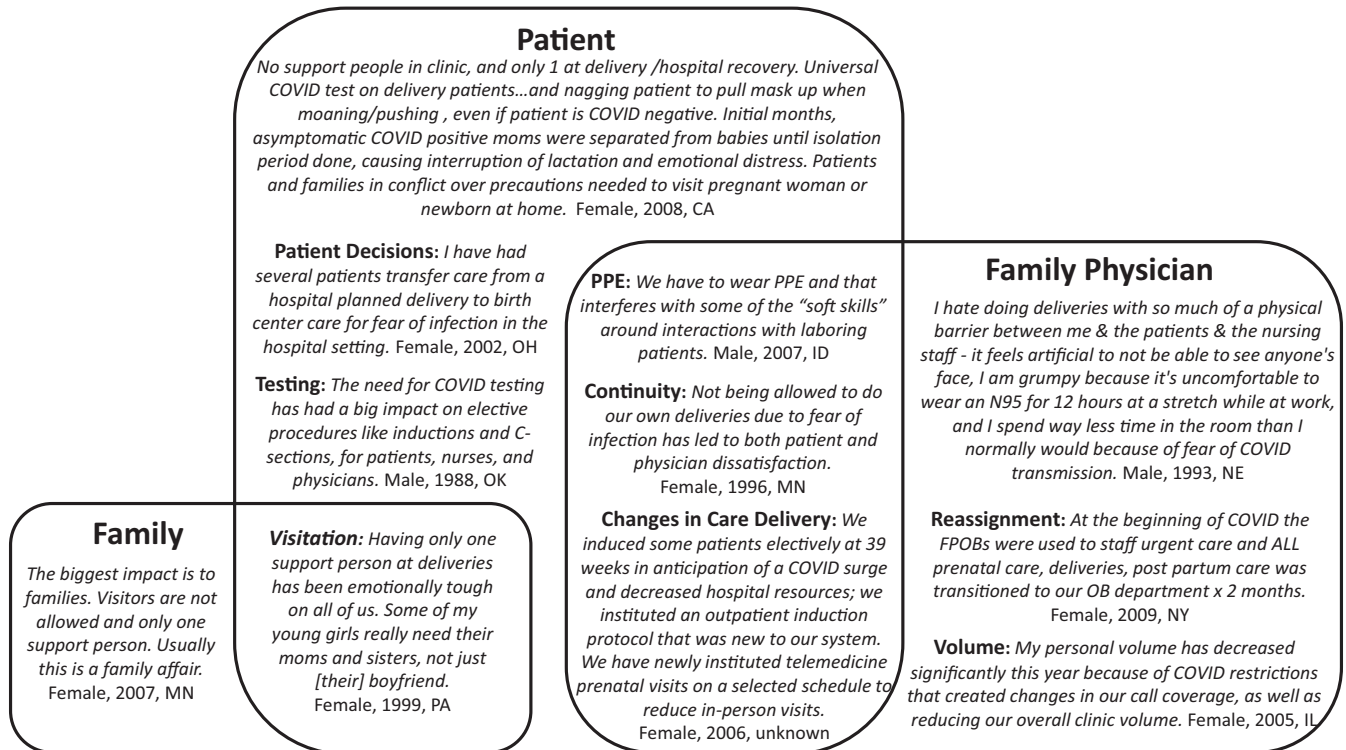 Patient
No support people in clinic, and only 1 at delivery /hospital recovery. Universal
COVID test on delivery patients...and nagging patient to pull mask up when
moaning/pushing , even if patient is COVID negative. Initial months,
asymptomatic COVID positive moms were separated from babies until isolation
period done, causing interruption of lactation and emotional distress. Patients
and families in conflict over precautions needed to visit pregnant woman or
newborn at home. Female, 2008, CA
Patient Decisions: I have had
several patients transfer care from a
hospital planned delivery to birth
center care for fear of infection in the
hospital setting. Female, 2002, OH
Testing: The need for COVID testing
has had a big impact on elective
procedures like inductions and C-
sections, for patients, nurses, and
physicians. Male, 1988, OK
Family
The biggest impact is to
families. Visitors are not
allowed and only one
support person. Usually
this is a family affair.
Female, 2007, MN
Visitation: Having only one
support person at deliveries
has been emotionally tough
on all of us. Some of my
young girls really need their
moms and sisters, not just
[their] boyfriend.
Female, 1999, PA
PPE: We have to wear PPE and that
interferes with some of the “soft skills”
around interactions with laboring
patients. Male, 2007, ID
Continuity: Not being allowed to do
our own deliveries due to fear of
infection has led to both patient and
physician dissatisfaction.
Female, 1996, MN
Changes in Care Delivery: We
induced some patients electively at 39
weeks in anticipation of a COVID surge
and decreased hospital resources; we
instituted an outpatient induction
protocol that was new to our system.
We have newly instituted telemedicine
prenatal visits on a selected schedule to
reduce in-person visits.
Female, 2006, unknown
Family Physician
I hate doing deliveries with so much of a physical
barrier between me & the patients & the nursing
staff - it feels artificial to not be able to see anyone's
face, I am grumpy because it's uncomfortable to
wear an N95 for 12 hours at a stretch while at work,
and I spend way less time in the room than I
normally would because of fear of COVID
transmission. Male, 1993, NE
Reassignment: At the beginning of COVID the
FPOBs were used to staff urgent care and ALL
prenatal care, deliveries, post partum care was
transitioned to our OB department x 2 months.
Female, 2009, NY
Volume: My personal volume has decreased
significantly this year because of COVID restrictions
that created changes in our call coverage, as well as
reducing our overall clinic volume. Female, 2005, IL